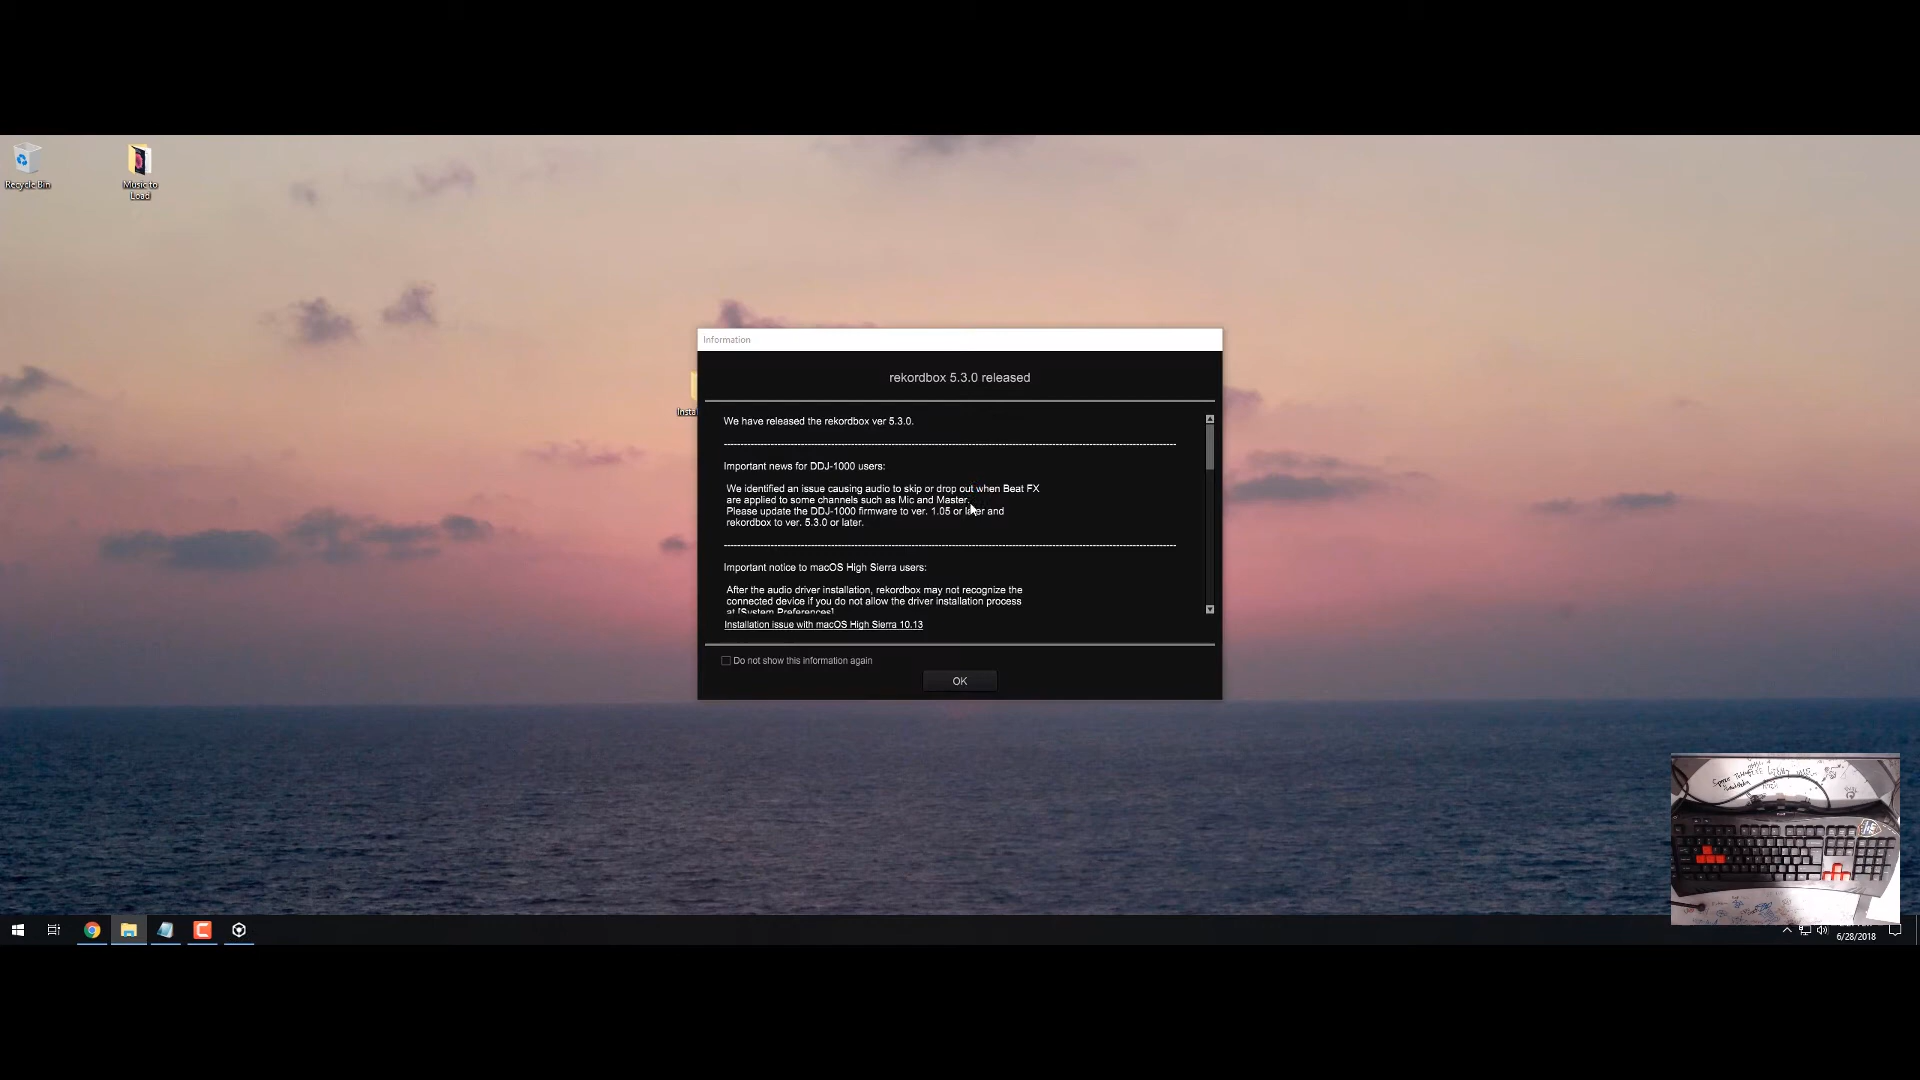 Recycle Bin
Music to
Load
Information
rekordbox 5.3.0 released
We have released the rekordbox ver 5.3.0.
Important news for DDJ-1000 users:
We identified an issue causing audio to skip or drop out when Beat FX
are applied to some channels such as Mic and Master.
Please update the DDJ-1000 firmware to ver. 1.05 or later and
rekordbox to ver. 5.3.0 or later.
Important notice to macOS High Sierra users:
After the audio driver installation, rekordbox may not recognize the
connected device if you do not allow the driver installation process
at [System Preferences]
Installation issue with macOS High Sierra 10.13
Do not show this information again
OK
6/28/2018